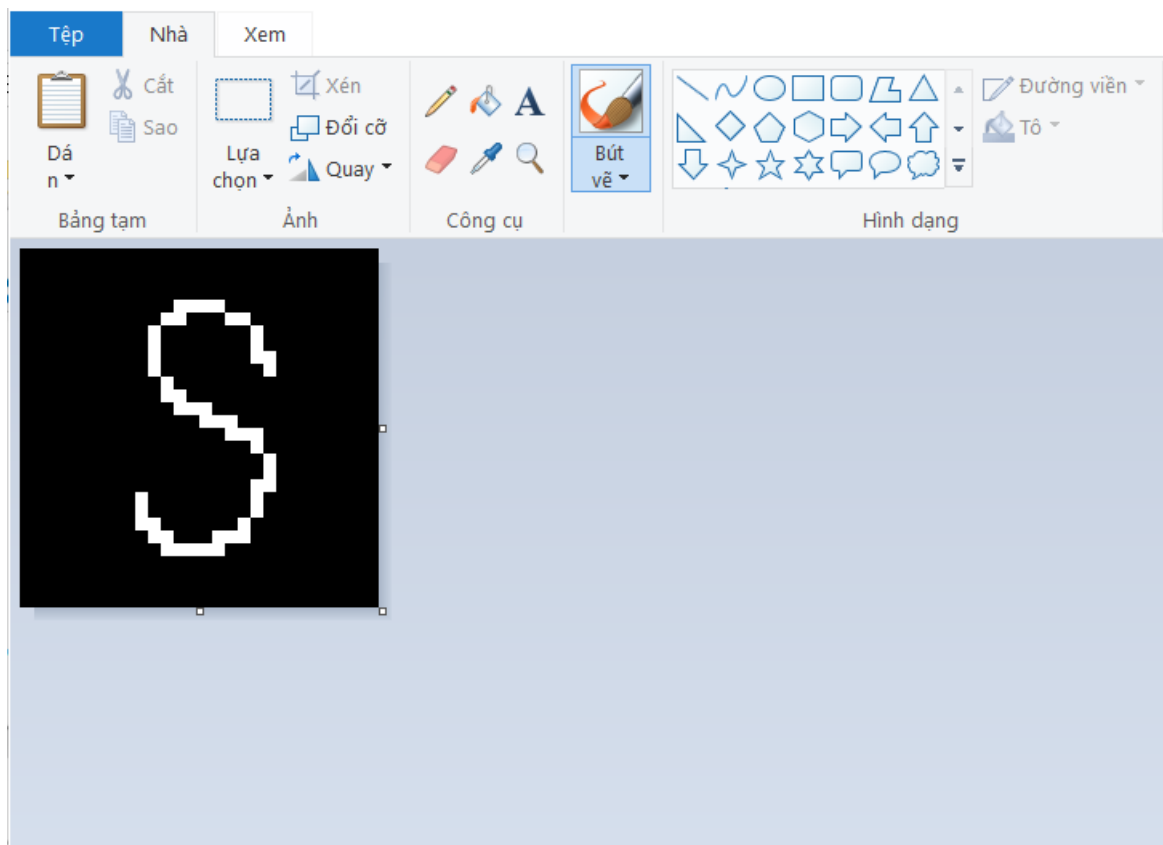 Tệp Nhà Xem
Cắt
Sao
Dá
n
Bảng tạm
Xén
Đổi cỡ
Quay
Lựa
chọn
Ảnh
A
Công cụ
Bút
vẽ
Hình dạng
Đường viền
Tô
S